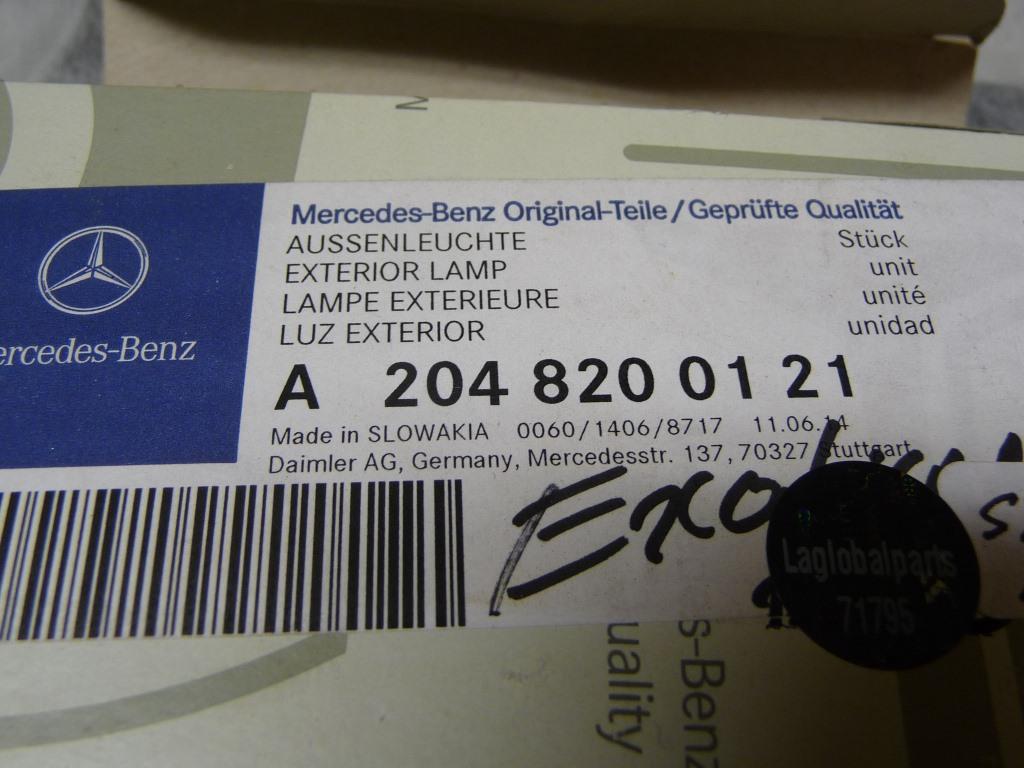 Mercedes-Benz Original-Teile/Geprüfte Qualität
AUSSENLEUCHTE Stück
EXTERIOR LAMP unit
LAMPE EXTERIEURE unité
LUZ EXTERIOR unidad
ercedes-Benz
A 204 820 01 21
Made in SLOWAKIA 0060/1406/8717 11.06.14
Daimler AG, Germany, Mercedesstr. 137, 70327 Stuttgart
Laglobalparts
71795
s-Benz
uality